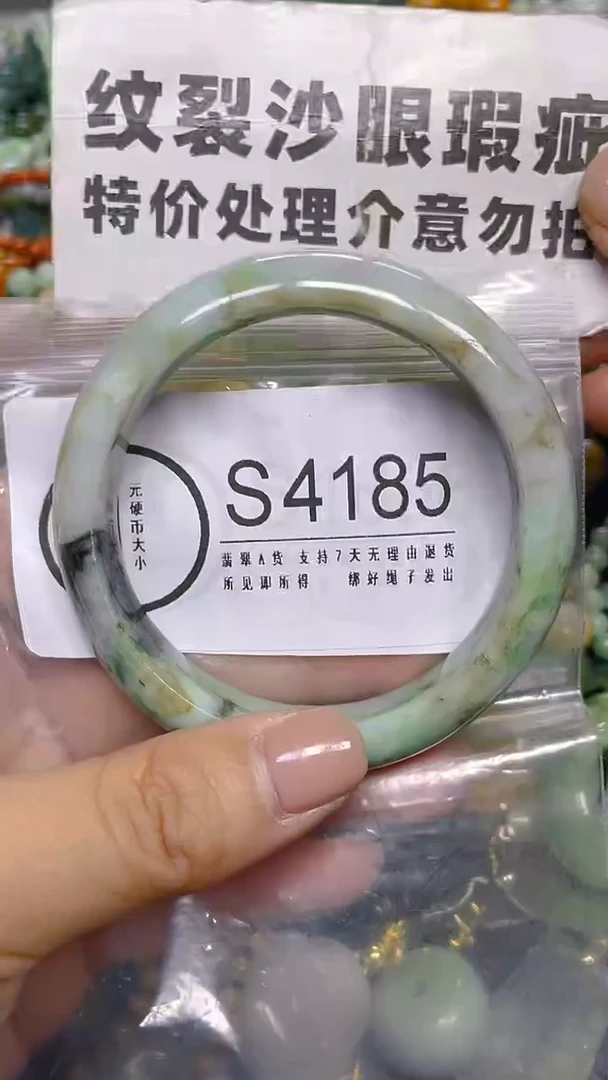 纹裂沙眼瑕疵
特价处理介意勿拍
元硬币大小
S4185
翡翠A货 支持7天无理由退货
所见即所得 绑好绳子发出